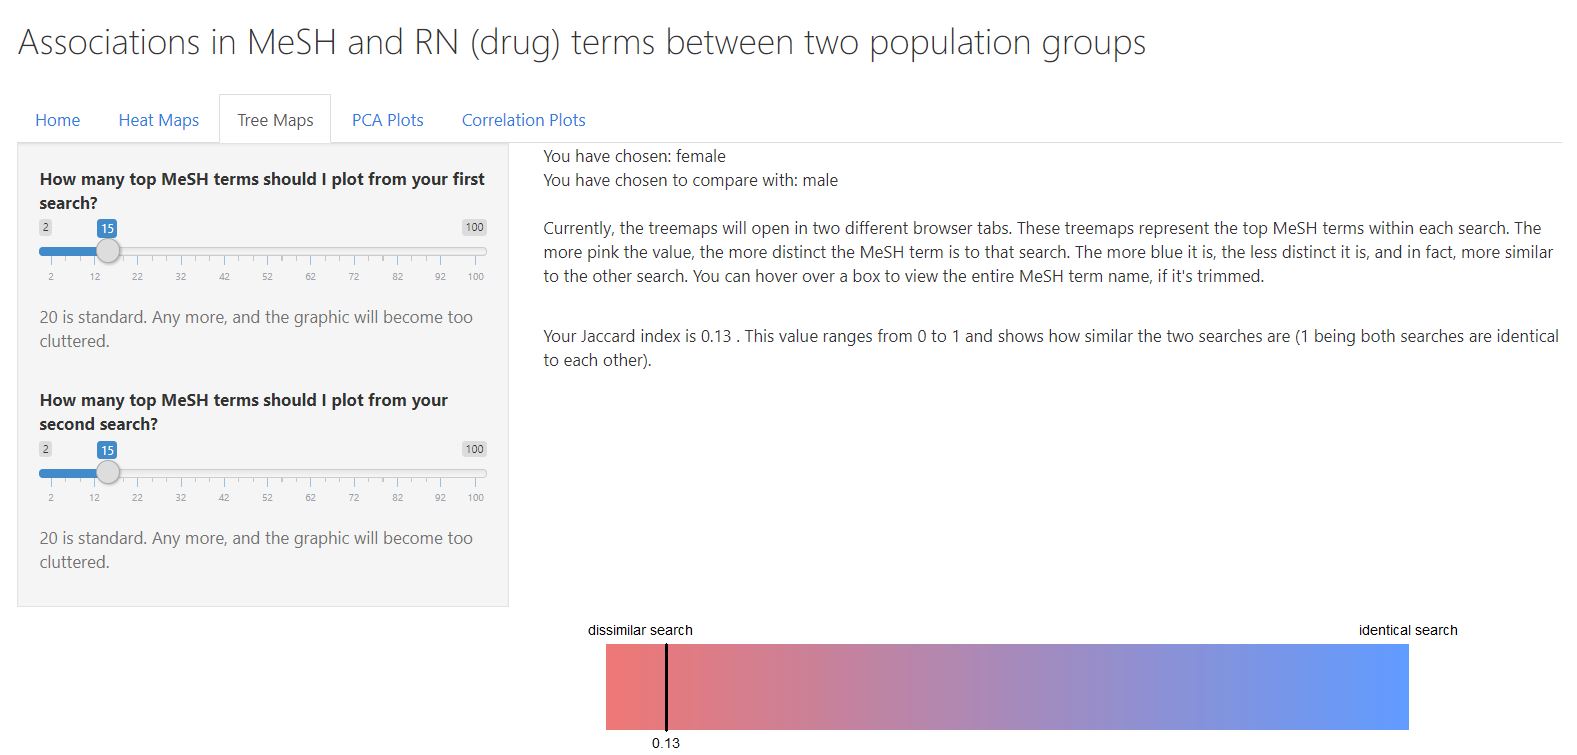 Associations in MeSH and RN (drug) terms between two population groups
Home Heat Maps Tree Maps PCA Plots Correlation Plots
How many top MeSH terms should I plot from your first
search?
2 15 100
2 12 22 32 42 52 62 72 82 92 100
20 is standard. Any more, and the graphic will become too
cluttered.
How many top MeSH terms should I plot from your
second search?
2 15 100
2 12 22 32 42 52 62 72 82 92 100
20 is standard. Any more, and the graphic will become too
cluttered.
You have chosen: female
You have chosen to compare with: male
Currently, the treemaps will open in two different browser tabs. These treemaps represent the top MeSH terms within each search. The
more pink the value, the more distinct the MeSH term is to that search. The more blue it is, the less distinct it is, and in fact, more similar
to the other search. You can hover over a box to view the entire MeSH term name, if it's trimmed.
Your Jaccard index is 0.13 . This value ranges from 0 to 1 and shows how similar the two searches are (1 being both searches are identical
to each other).
dissimilar search identical search
0.13